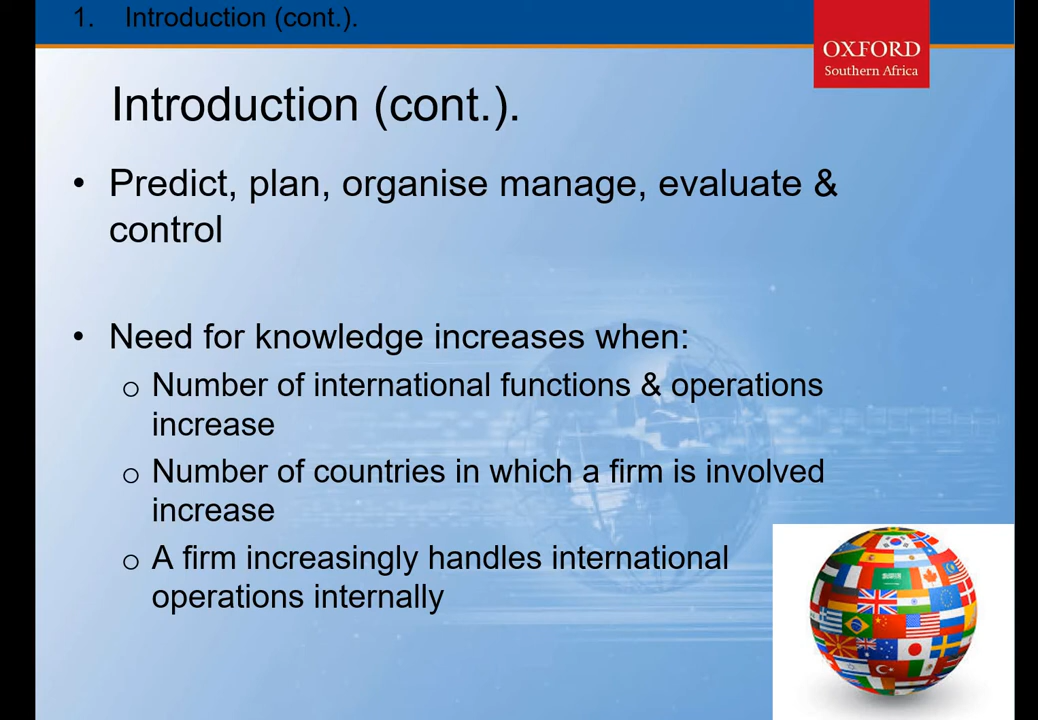 1. Introduction (cont.).
OXFORD
Southern Africa
Introduction (cont.).
• Predict, plan, organise manage, evaluate &
control
• Need for knowledge increases when:
o Number of international functions & operations
increase
o Number of countries in which a firm is involved
increase
o A firm increasingly handles international
operations internally